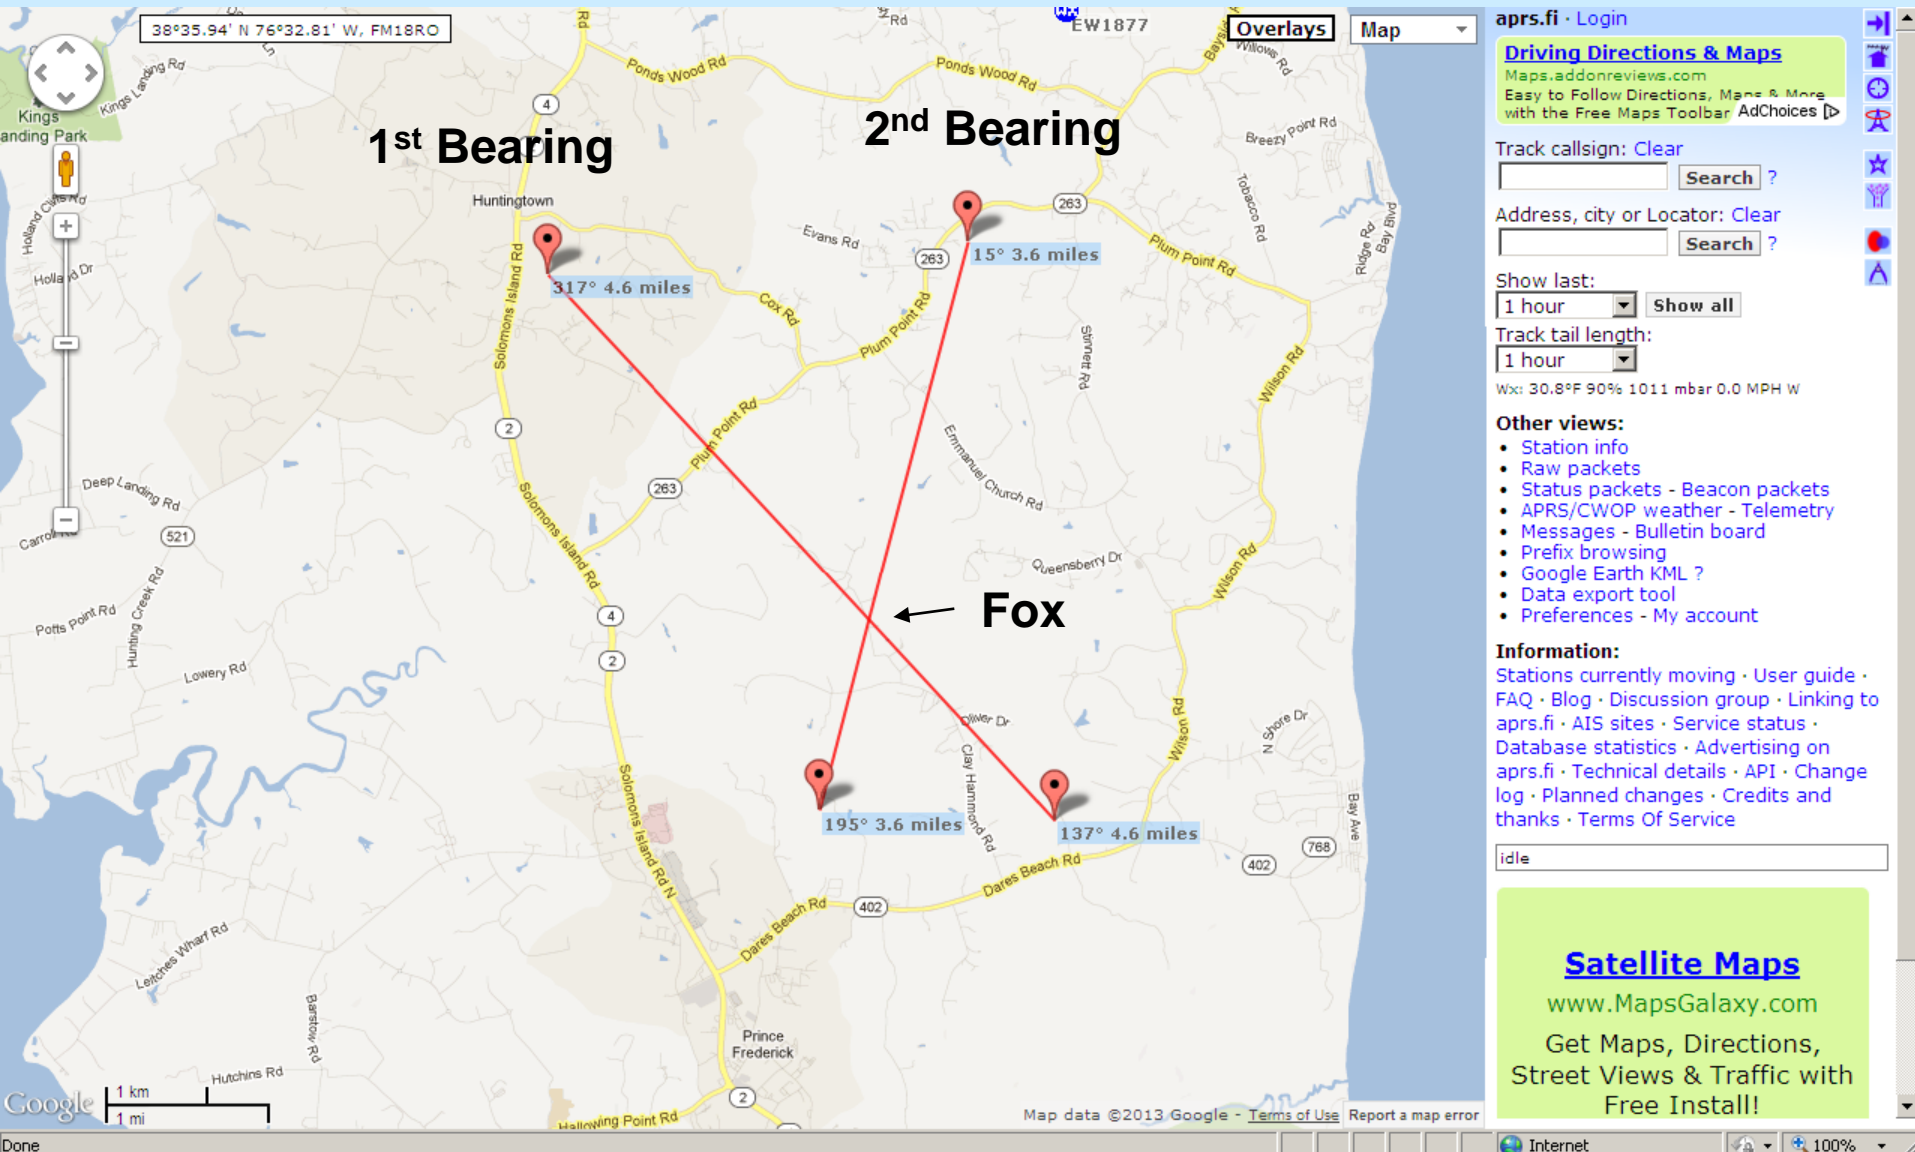 38°35.94' N 76°32.81' W, FM18RO
Rd
Rd
EW1877
Overlays
Map
Willows Rd
Kings Landing Rd
Ponds Wood Rd
Ponds Wood Rd
Kings
anding Park
4
1st Bearing
2nd Bearing
Breezy Point Rd
Huntingtown
Tobacco Rd
Bay Blvd
Ridge Rd
263
Evans Rd
263
15° 3.6 miles
Plum Point Rd
Solomons Island Rd
317° 4.6 miles
Cox Rd
Plum Point Rd
Stinnett Rd
Wilson Rd
Plum Point Rd
2
Emmanuel Church Rd
263
Deep Landing Rd
521
Solomons Island Rd
Queensberry Dr
Wilson Rd
Hunting Creek Rd
Potts Point Rd
4
Fox
2
Lowery Rd
Oliver Dr
N Shore Dr
Wilson Rd
Clay Hammond Rd
Solomons Island Rd N
195° 3.6 miles
137° 4.6 miles
Bay Ave
768
402
Dares Beach Rd
402
Dares Beach Rd
Leitches Wharf Rd
Barstow Rd
Prince
Frederick
Hutchins Rd
2
Hallowing Point Rd
Google
1 km
1 mi
Map data ©2013 Google - Terms of Use
Report a map error
aprs.fi · Login
Driving Directions & Maps
Maps.addonreviews.com
Easy to Follow Directions, Maps & More
with the Free Maps Toolbar
AdChoices
Track callsign: Clear
Search ?
Address, city or Locator: Clear
Search ?
Show last:
1 hour Show all
Track tail length:
1 hour
Wx: 30.8°F 90% 1011 mbar 0.0 MPH W
Other views:
• Station info
• Raw packets
• Status packets - Beacon packets
• APRS/CWOP weather - Telemetry
• Messages - Bulletin board
• Prefix browsing
• Google Earth KML ?
• Data export tool
• Preferences - My account
Information:
Stations currently moving · User guide ·
FAQ · Blog · Discussion group · Linking to
aprs.fi · AIS sites · Service status ·
Database statistics · Advertising on
aprs.fi · Technical details · API · Change
log · Planned changes · Credits and
thanks · Terms Of Service
idle
Satellite Maps
www.MapsGalaxy.com
Get Maps, Directions,
Street Views & Traffic with
Free Install!
Done
Internet
100%